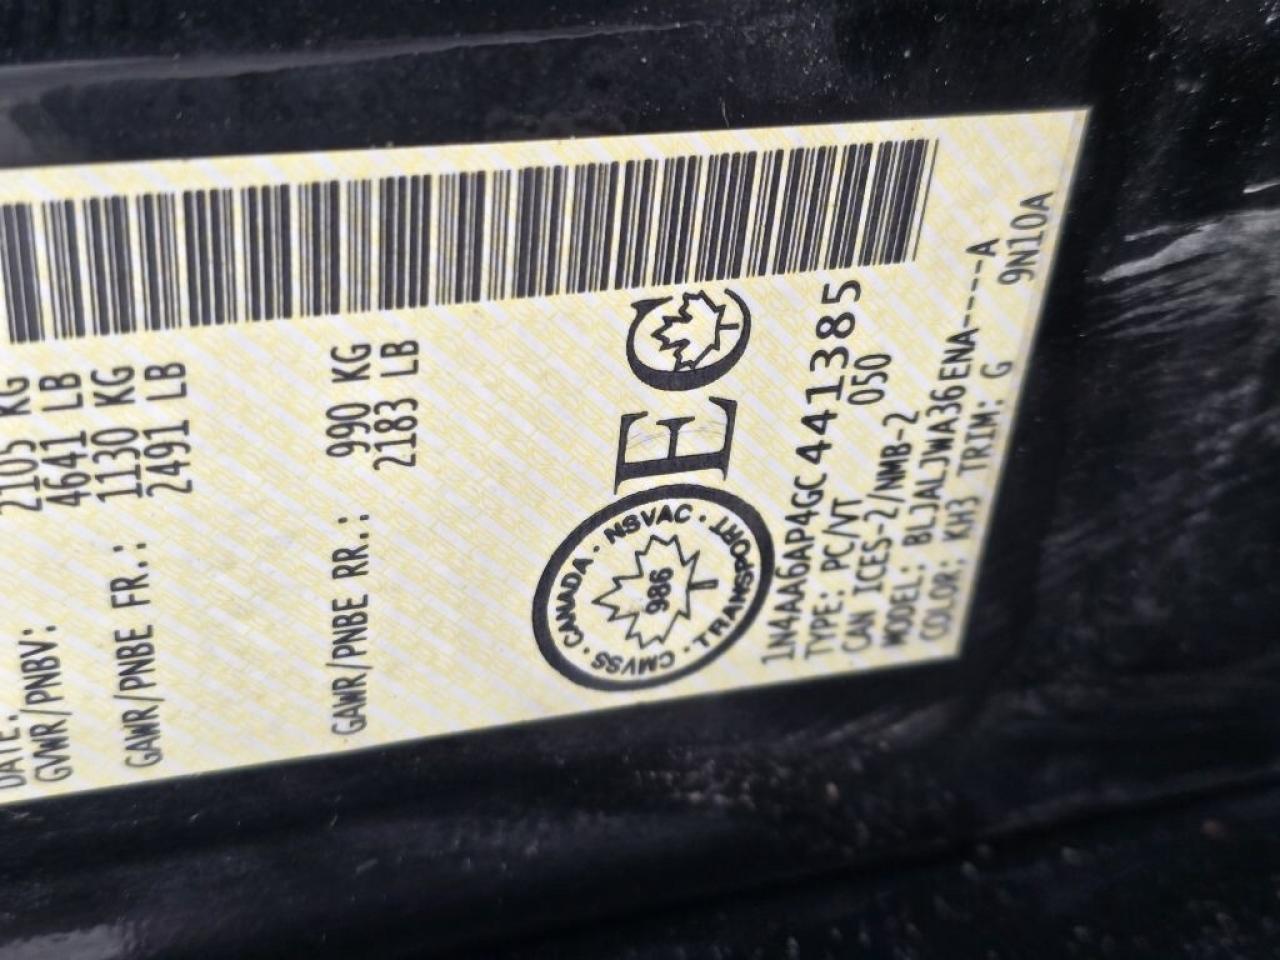 DATE:
GVWR/PNBV: 2105 KG
4641 LB
GAWR/PNBE FR.: 1130 KG
2491 LB
GAWR/PNBE RR.: 990 KG
2183 LB
CANADA · NSVAC · TRANSPORT · CMVSS ·
986
EC
1N4AA6AP4GC441385
TYPE: PC/VT 050
CAN ICES-2/NMB-2
MODEL: BLJALJWA36ENA----A
COLOR: KH3 TRIM: G 9N10A